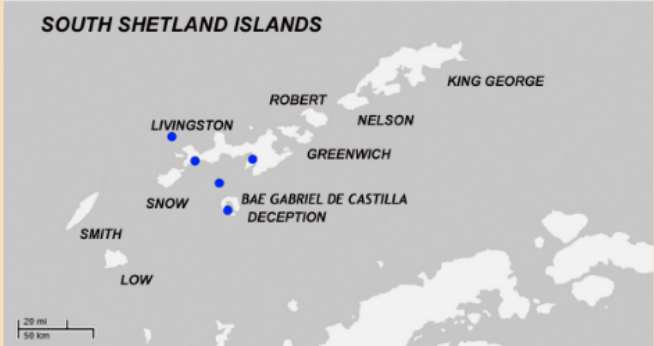 SOUTH SHETLAND ISLANDS
KING GEORGE
ROBERT
NELSON
LIVINGSTON
GREENWICH
SNOW
BAE GABRIEL DE CASTILLA
DECEPTION
SMITH
LOW
20 mi
50 km